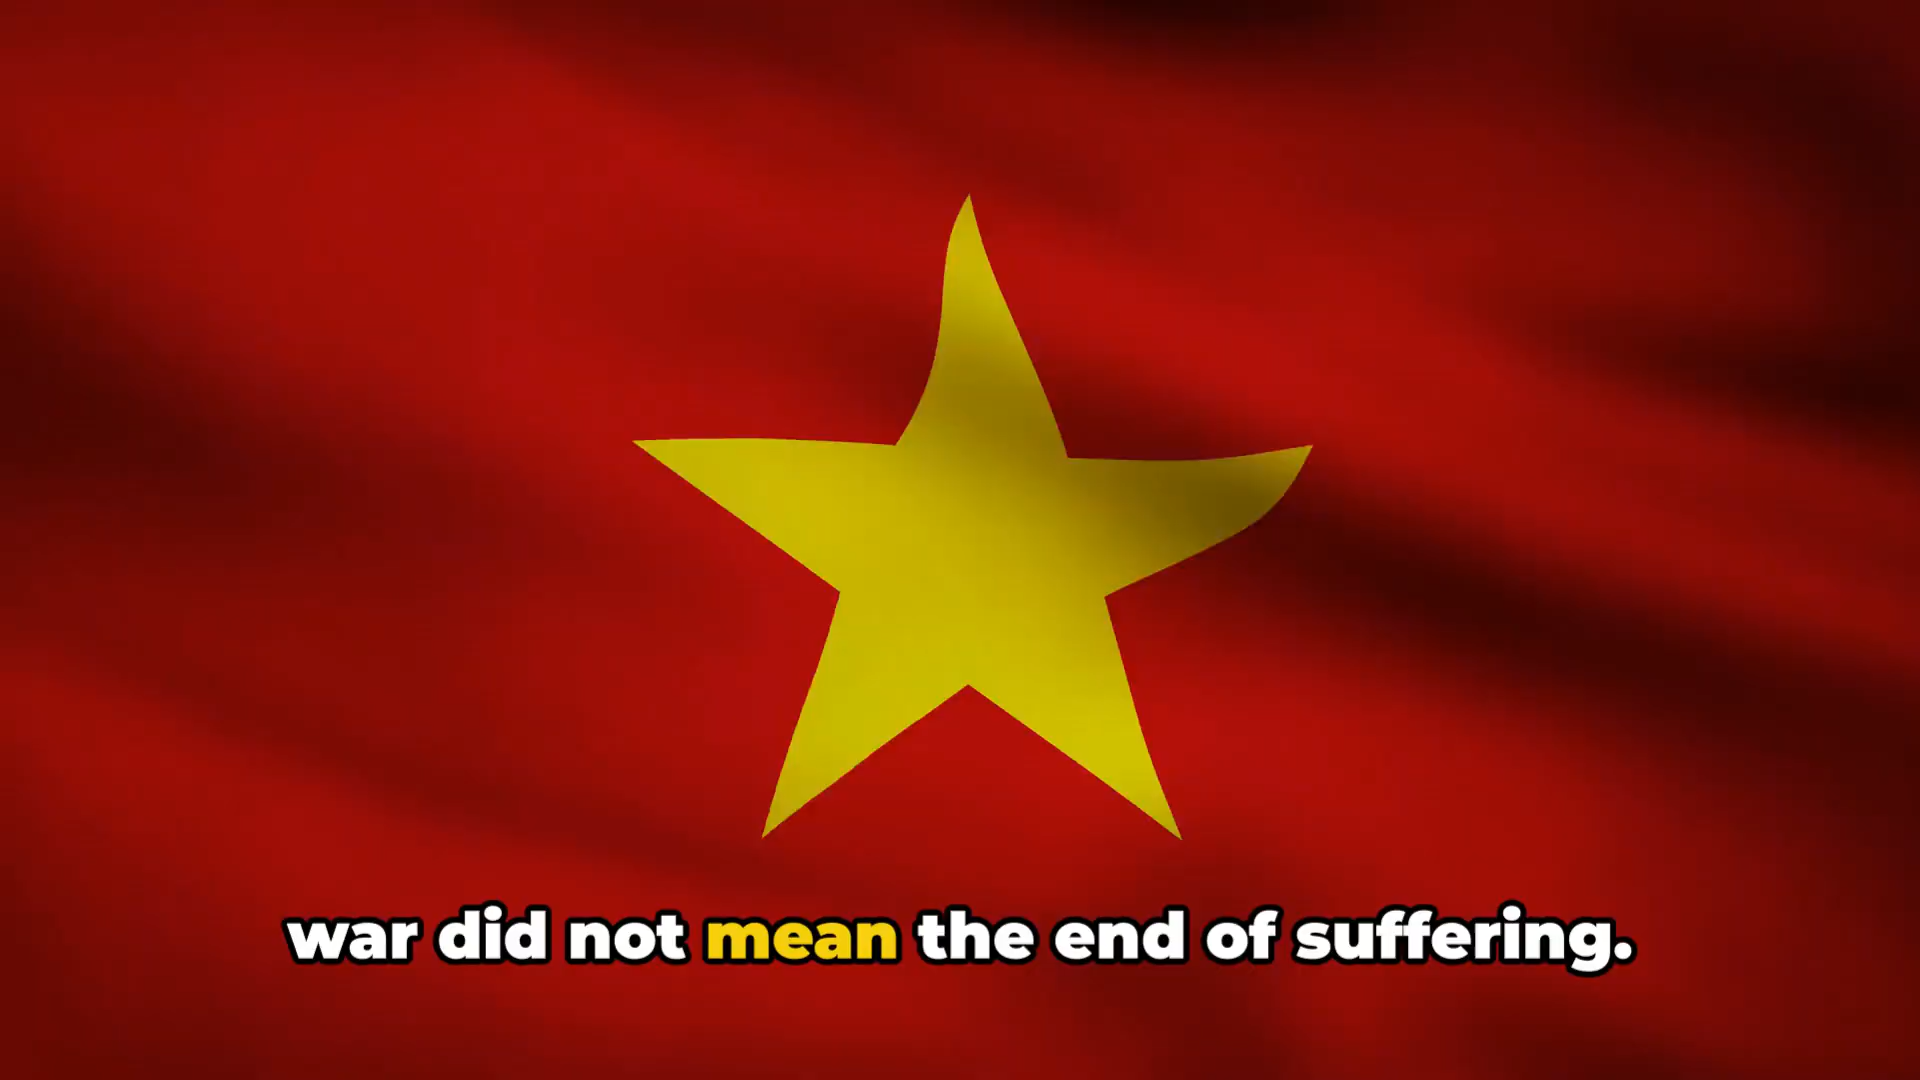 war did not mean the end of suffering.